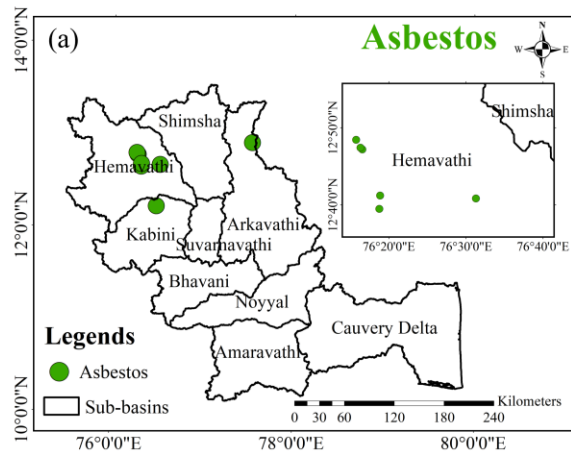 (a)
Asbestos
N
W
E
S
14°0'0"N
12°0'0"N
10°0'0"N
Shimsha
Hemavathi
Kabini
Arkavathi
Suvarnavathi
Bhavani
Noyyal
Cauvery Delta
Amaravathi
12°50'0"N
12°40'0"N
Shimsha
Hemavathi
76°20'0"E 76°30'0"E 76°40'0"E
Legends
Asbestos
Sub-basins
Kilometers
0 30 60 120 180 240
76°0'0"E 78°0'0"E 80°0'0"E